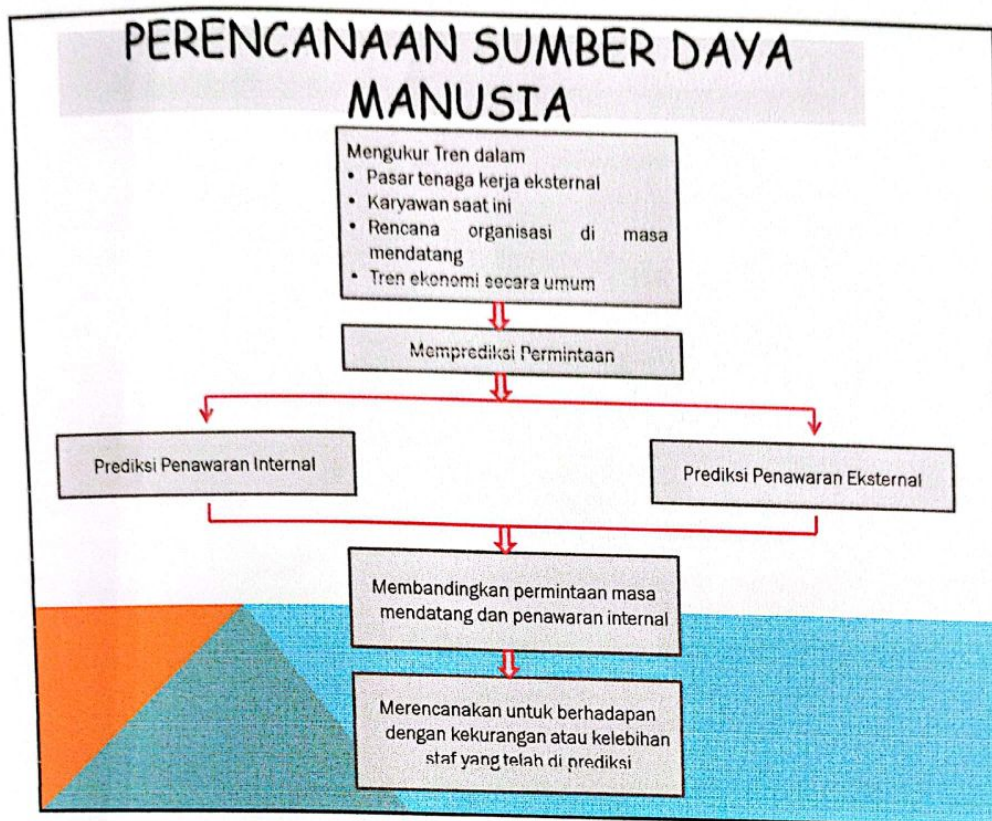 PERENCANAAN SUMBER DAYA
MANUSIA
Mengukur Tren dalam
• Pasar tenaga kerja eksternal
• Karyawan saat ini
• Rencana organisasi di masa
mendatang
• Tren ekonomi secara umum
Memprediksi Permintaan
Prediksi Penawaran Internal
Prediksi Penawaran Eksternal
Membandingkan permintaan masa
mendatang dan penawaran internal
Merencanakan untuk berhadapan
dengan kekurangan atau kelebihan
staf yang telah di prediksi